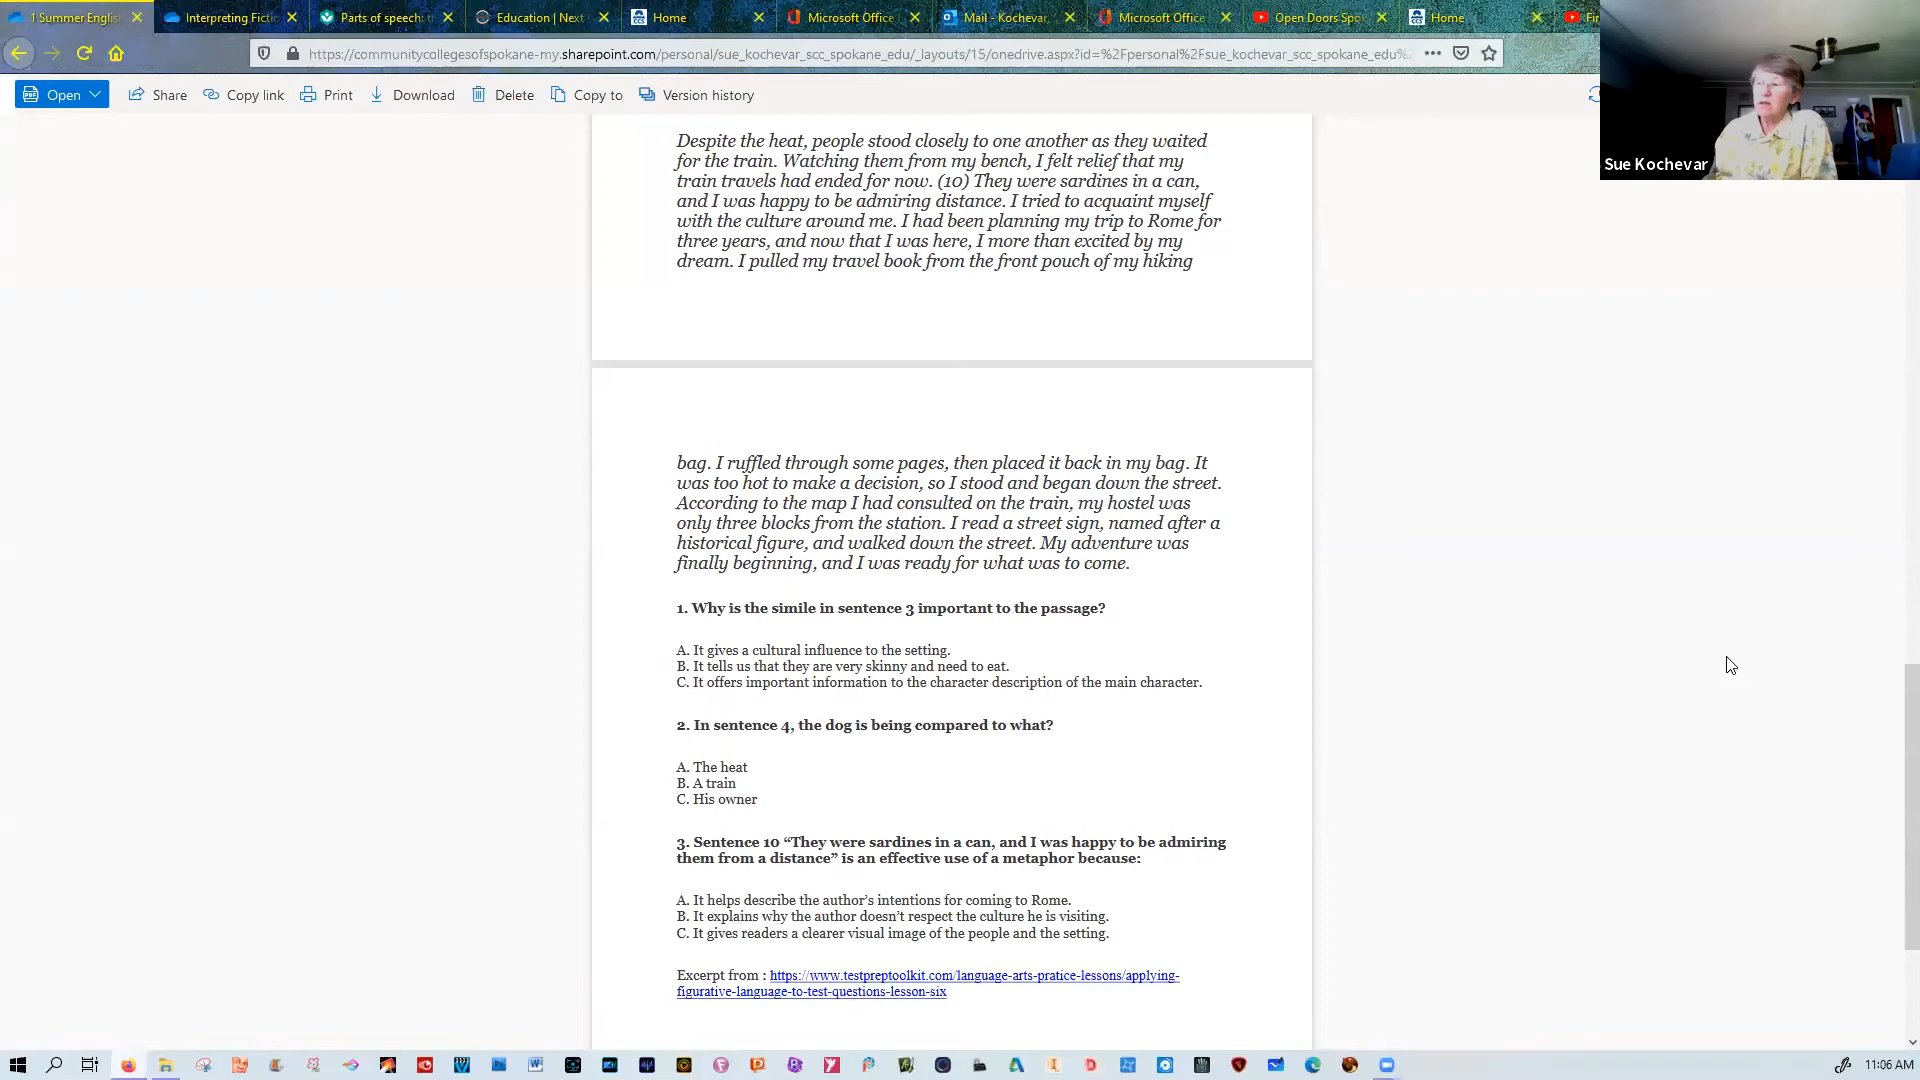 1 Summer Englis
Interpreting Fictio
Parts of speech: th
Education | Next
Home
Microsoft Office
Mail - Kochevar,
Microsoft Office
Open Doors Spo
Home
Fir
https://communitycollegesofspokane-my.sharepoint.com/personal/sue_kochevar_scc_spokane_edu/_layouts/15/onedrive.aspx?id=%2Fpersonal%2Fsue_kochevar_scc_spokane_edu%
Open
Share
Copy link
Print
Download
Delete
Copy to
Version history
Sue Kochevar
Despite the heat, people stood closely to one another as they waited
for the train. Watching them from my bench, I felt relief that my
train travels had ended for now. (10) They were sardines in a can,
and I was happy to be admiring distance. I tried to acquaint myself
with the culture around me. I had been planning my trip to Rome for
three years, and now that I was here, I more than excited by my
dream. I pulled my travel book from the front pouch of my hiking
bag. I ruffled through some pages, then placed it back in my bag. It
was too hot to make a decision, so I stood and began down the street.
According to the map I had consulted on the train, my hostel was
only three blocks from the station. I read a street sign, named after a
historical figure, and walked down the street. My adventure was
finally beginning, and I was ready for what was to come.
1. Why is the simile in sentence 3 important to the passage?
A. It gives a cultural influence to the setting.
B. It tells us that they are very skinny and need to eat.
C. It offers important information to the character description of the main character.
2. In sentence 4, the dog is being compared to what?
A. The heat
B. A train
C. His owner
3. Sentence 10 “They were sardines in a can, and I was happy to be admiring
them from a distance” is an effective use of a metaphor because:
A. It helps describe the author’s intentions for coming to Rome.
B. It explains why the author doesn’t respect the culture he is visiting.
C. It gives readers a clearer visual image of the people and the setting.
Excerpt from : https://www.testpreptoolkit.com/language-arts-pratice-lessons/applying-
figurative-language-to-test-questions-lesson-six
11:06 AM